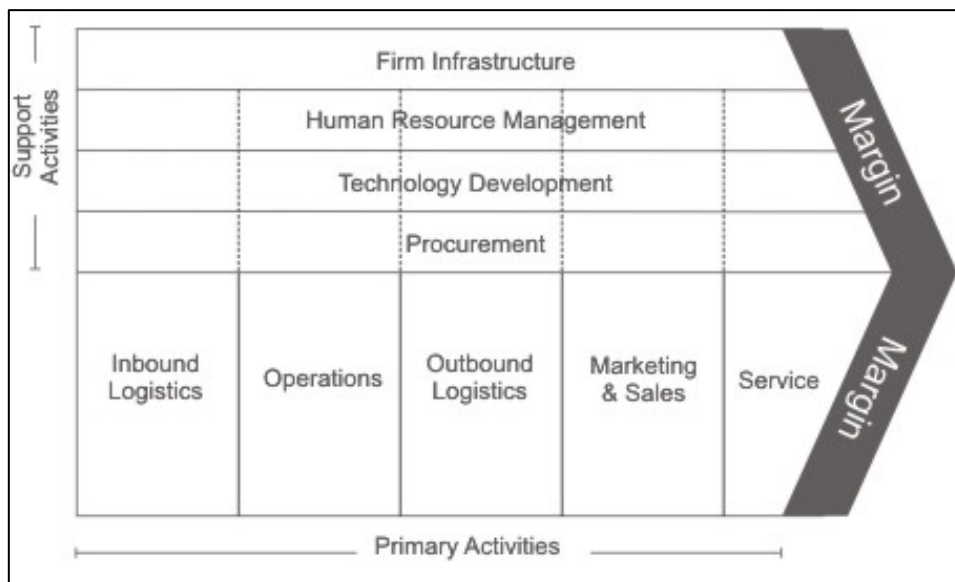 Support
Activities
Firm Infrastructure
Human Resource Management
Technology Development
Procurement
Margin
Inbound
Logistics
Operations
Outbound
Logistics
Marketing
& Sales
Service
Margin
Primary Activities